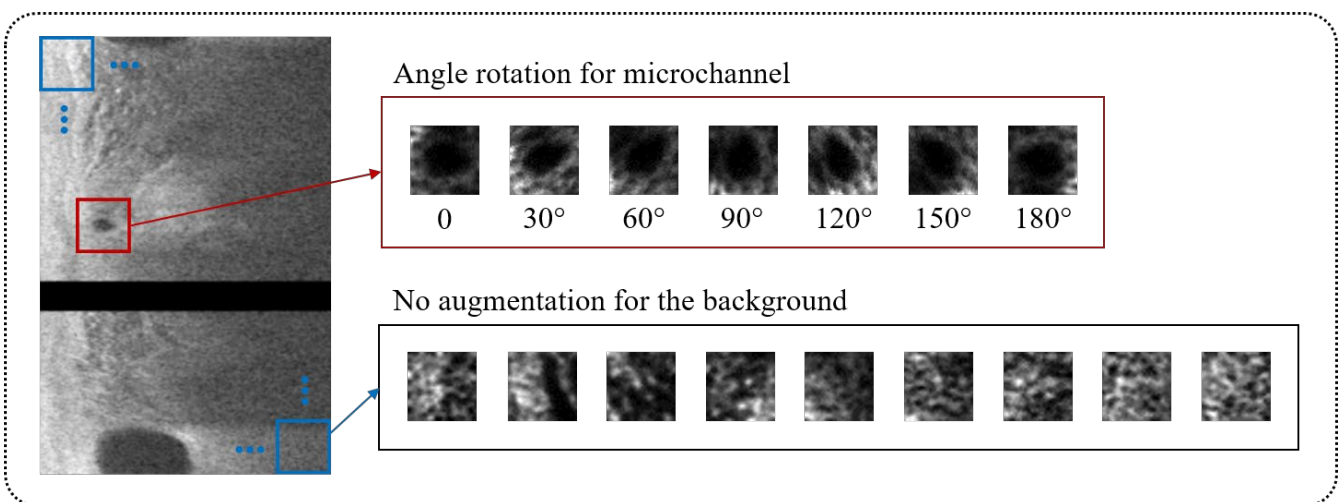 Angle rotation for microchannel
0 30° 60° 90° 120° 150° 180°
No augmentation for the background